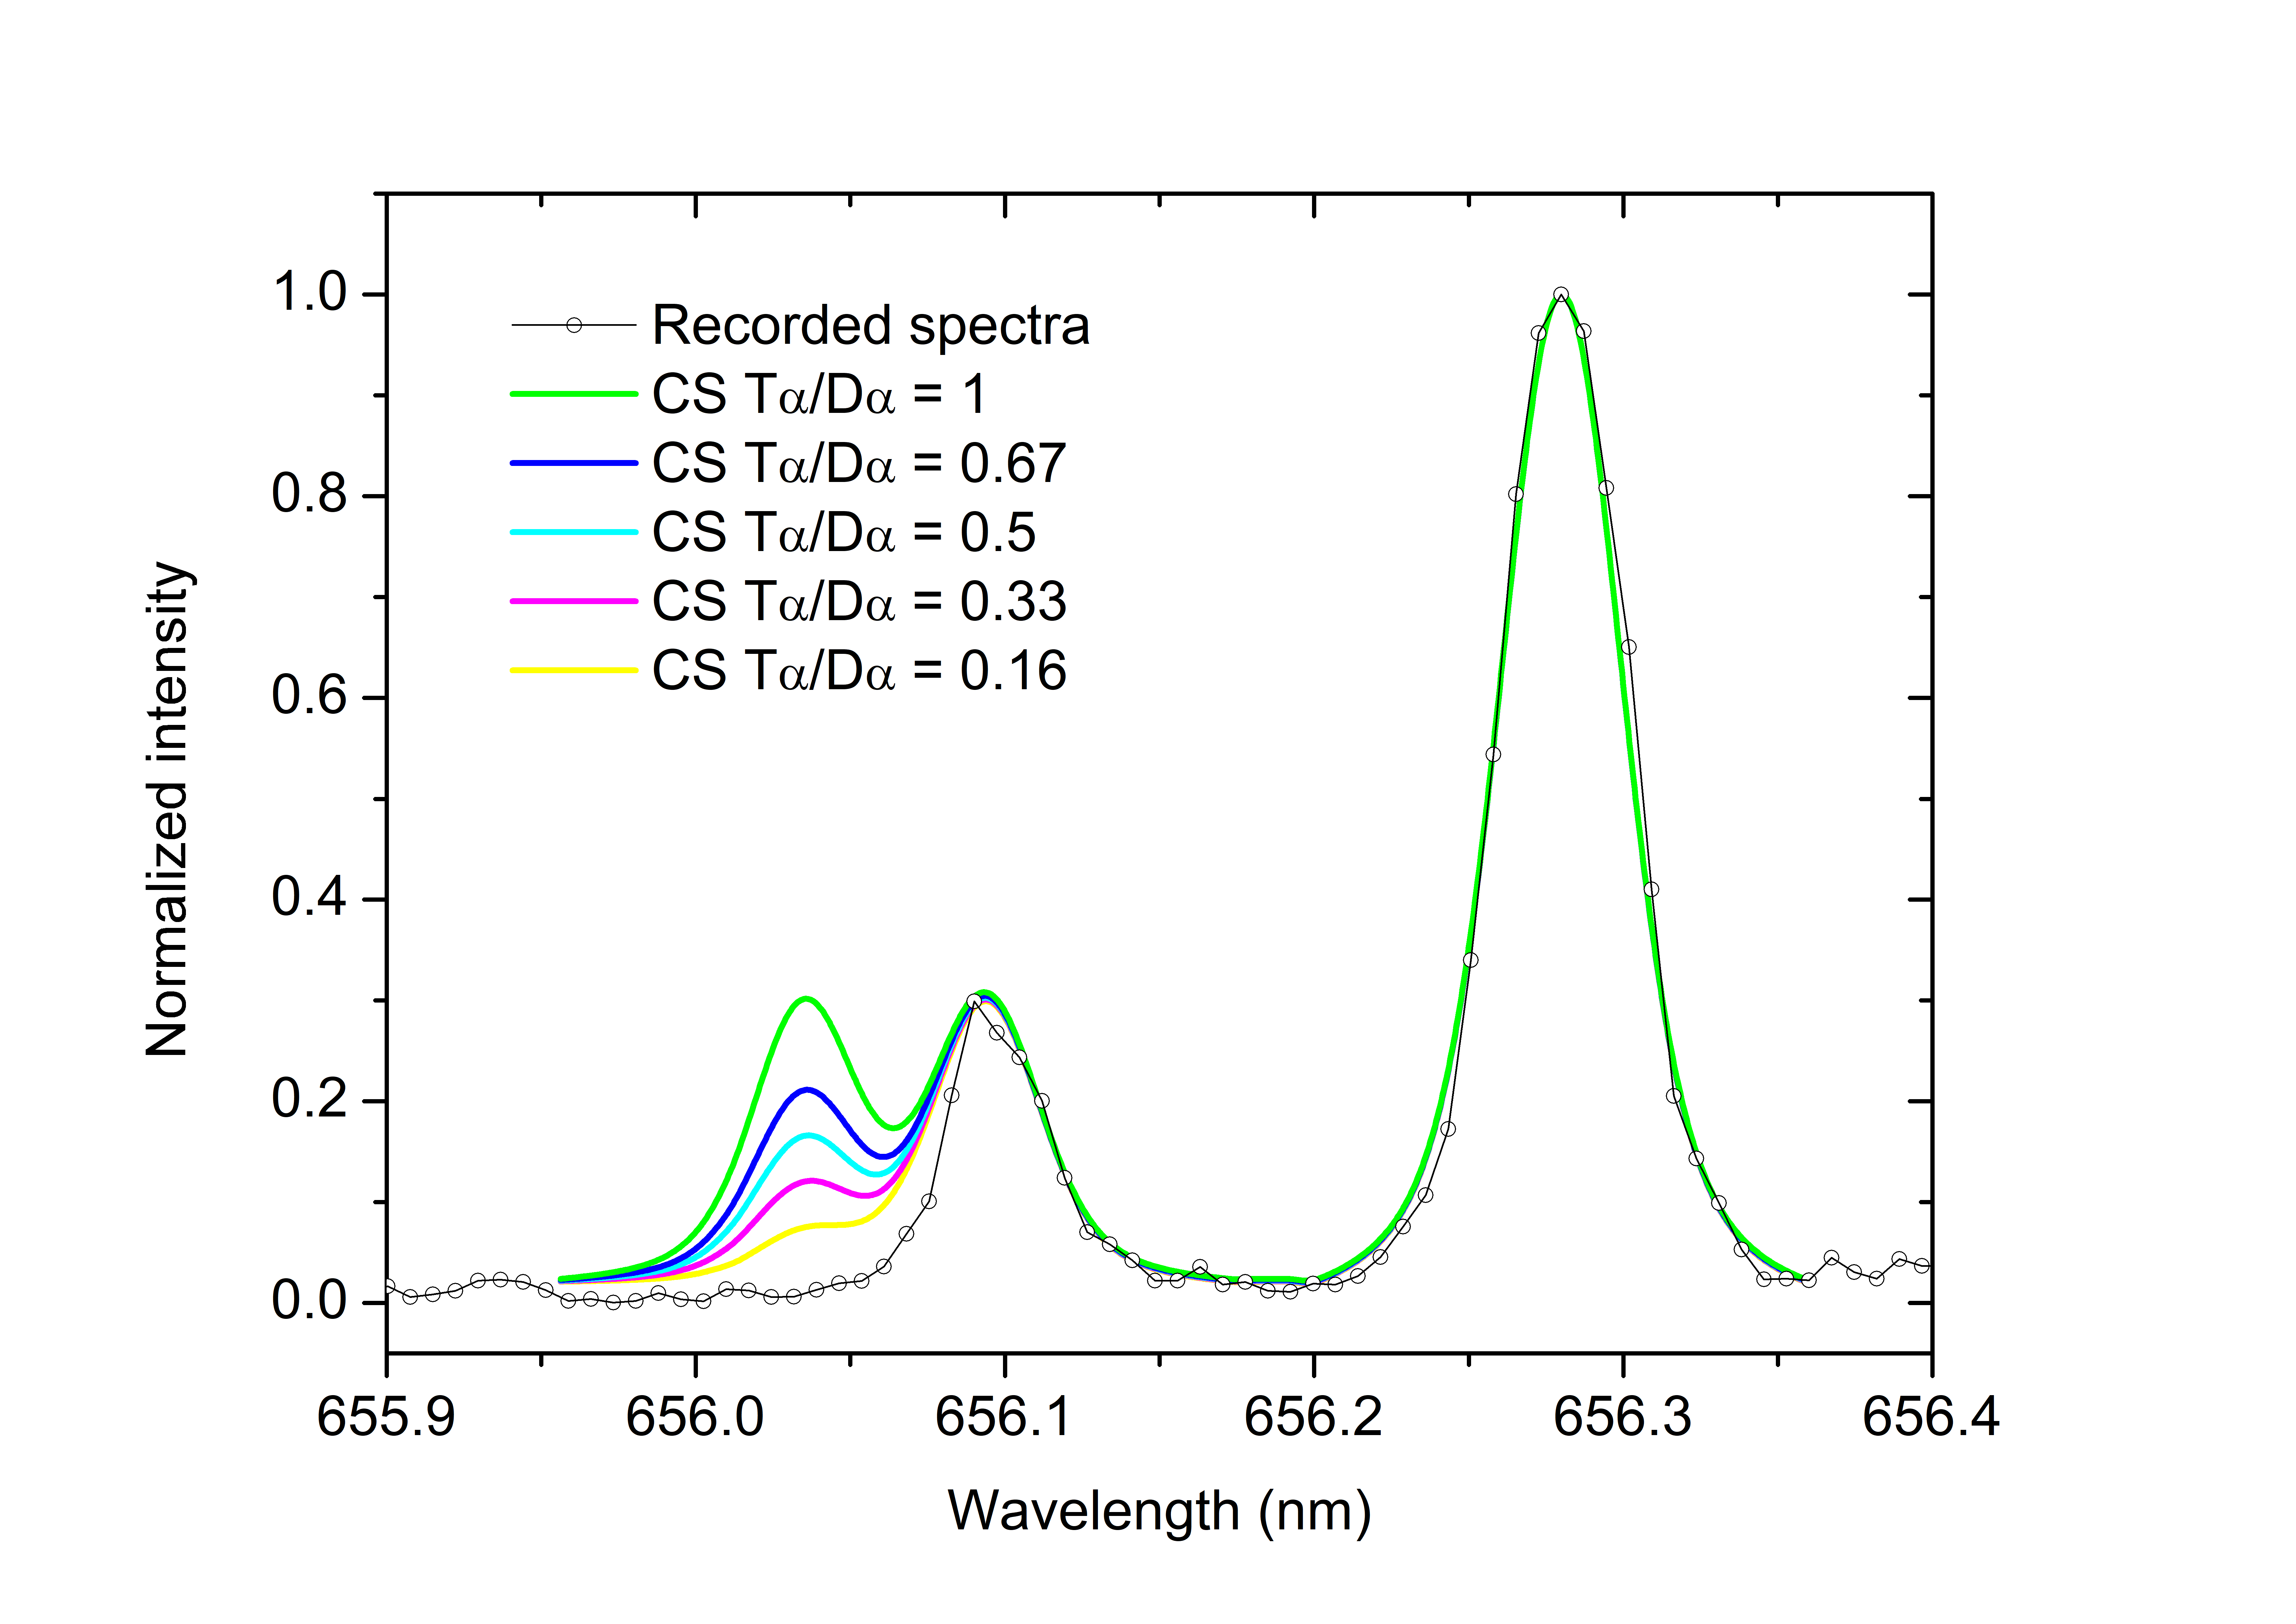 1.0
0.8
0.6
0.4
0.2
0.0
Normalized intensity
Recorded spectra
CS Tα/Dα = 1
CS Tα/Dα = 0.67
CS Tα/Dα = 0.5
CS Tα/Dα = 0.33
CS Tα/Dα = 0.16
655.9 656.0 656.1 656.2 656.3 656.4
Wavelength (nm)